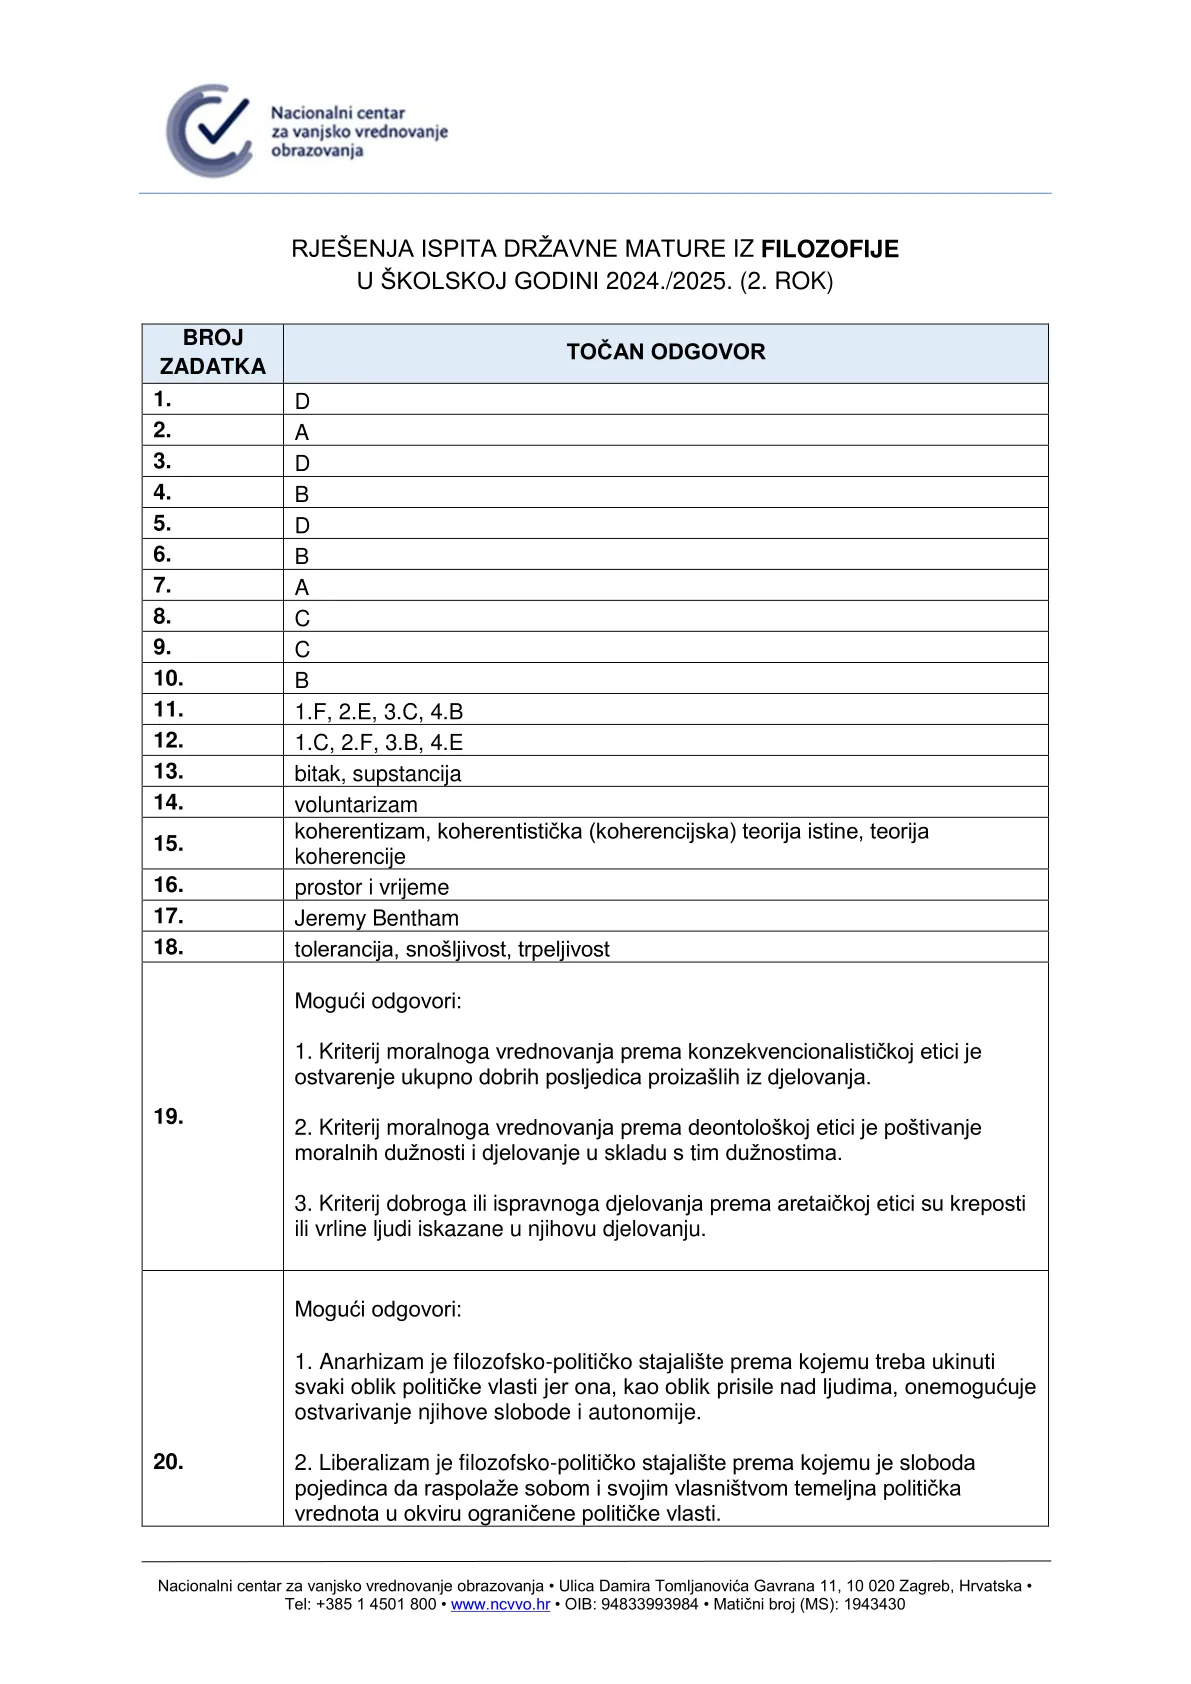 Nacionalni centar
za vanjsko vrednovanje
obrazovanja
RJEŠENJA ISPITA DRŽAVNE MATURE IZ FILOZOFIJE
U ŠKOLSKOJ GODINI 2024./2025. (2. ROK)
BROJ
ZADATKA
TOČAN ODGOVOR
1.
D
2.
A
3.
D
4.
B
5.
D
6.
B
7.
A
8.
C
9.
C
10.
B
11.
1.F, 2.E, 3.C, 4.B
12.
1.C, 2.F, 3.B, 4.E
13.
bitak, supstancija
14.
voluntarizam
15.
koherentizam, koherentistička (koherencijska) teorija istine, teorija
koherencije
16.
prostor i vrijeme
17.
Jeremy Bentham
18.
tolerancija, snošljivost, trpeljivost
19.
Mogući odgovori:
1. Kriterij moralnoga vrednovanja prema konzekvencionalističkoj etici je
ostvarenje ukupno dobrih posljedica proizašlih iz djelovanja.
2. Kriterij moralnoga vrednovanja prema deontološkoj etici je poštivanje
moralnih dužnosti i djelovanje u skladu s tim dužnostima.
3. Kriterij dobroga ili ispravnoga djelovanja prema aretaičkoj etici su kreposti
ili vrline ljudi iskazane u njihovu djelovanju.
20.
Mogući odgovori:
1. Anarhizam je filozofsko-političko stajalište prema kojemu treba ukinuti
svaki oblik političke vlasti jer ona, kao oblik prisile nad ljudima, onemogućuje
ostvarivanje njihove slobode i autonomije.
2. Liberalizam je filozofsko-političko stajalište prema kojemu je sloboda
pojedinca da raspolaže sobom i svojim vlasništvom temeljna politička
vrednota u okviru ograničene političke vlasti.
Nacionalni centar za vanjsko vrednovanje obrazovanja • Ulica Damira Tomljanovića Gavrana 11, 10 020 Zagreb, Hrvatska •
Tel: +385 1 4501 800 • www.ncvvo.hr • OIB: 94833993984 • Matični broj (MS): 1943430